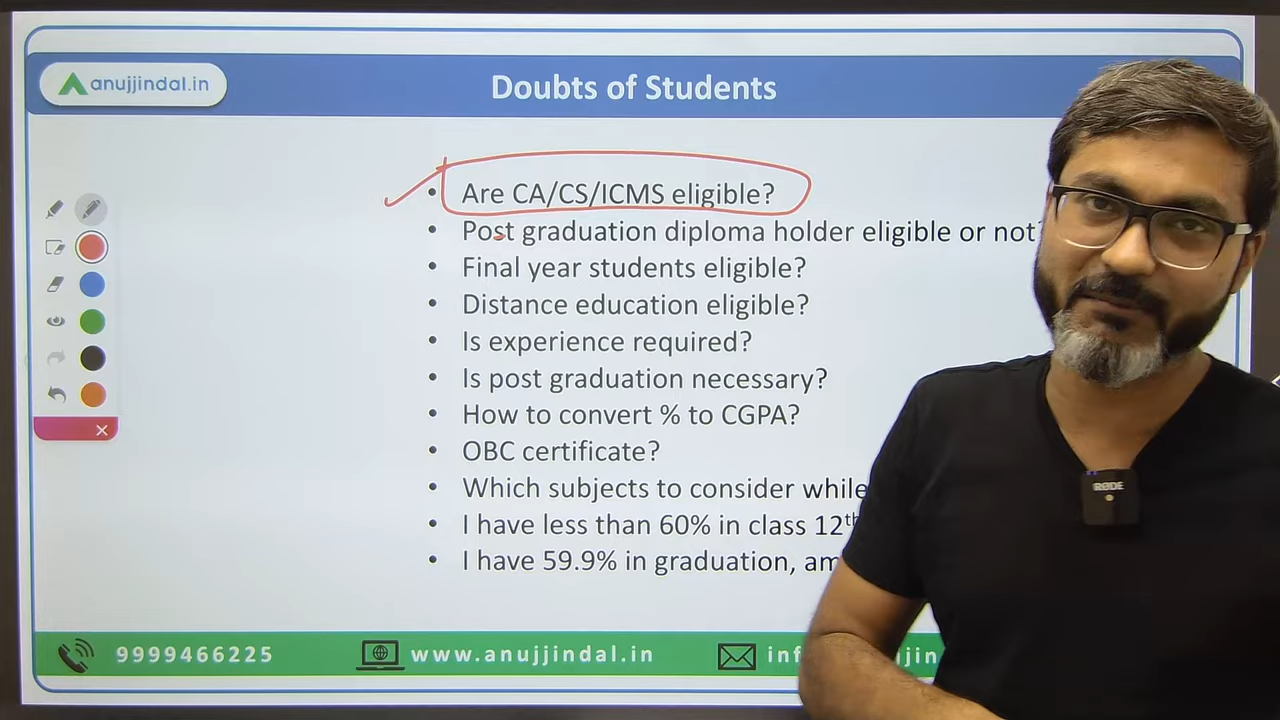 anujjindal.in
Doubts of Students
• Are CA/CS/ICMS eligible?
• Post graduation diploma holder eligible or not?
• Final year students eligible?
• Distance education eligible?
• Is experience required?
• Is post graduation necessary?
• How to convert % to CGPA?
• OBC certificate?
• Which subjects to consider while
• I have less than 60% in class 12th
• I have 59.9% in graduation,
RØDE
9999466225
www.anujjindal.in